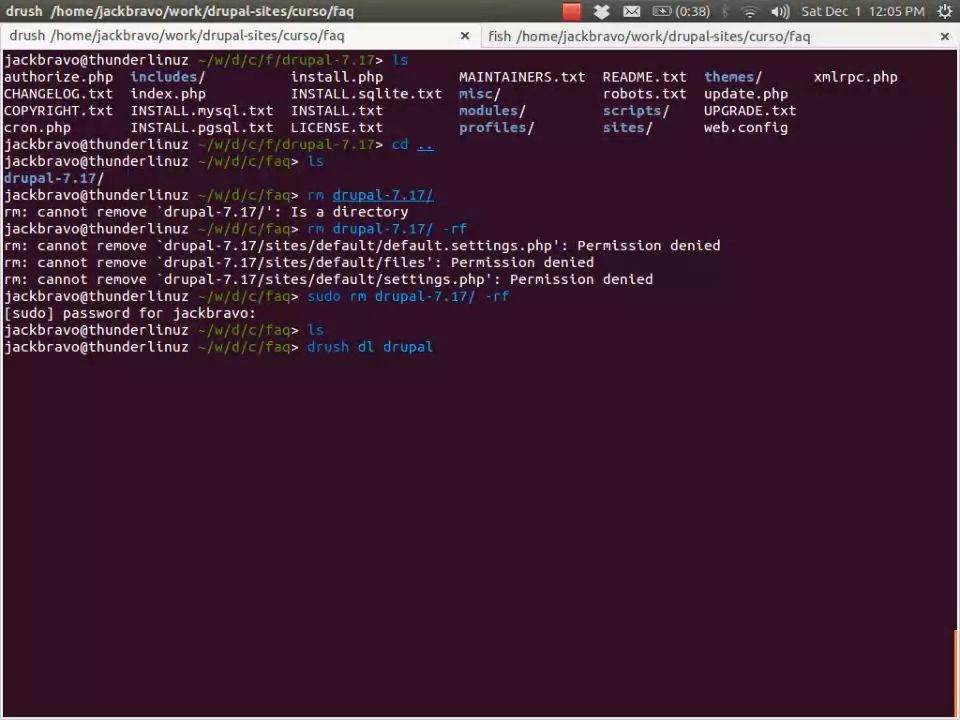 drush /home/jackbravo/work/drupal-sites/curso/faq (0:38) Sat Dec 1 12:05 PM
drush /home/jackbravo/work/drupal-sites/curso/faq × fish /home/jackbravo/work/drupal-sites/curso/faq ×
jackbravo@thunderlinuz ~/w/d/c/f/drupal-7.17> ls
authorize.php includes/ install.php MAINTAINERS.txt README.txt themes/ xmlrpc.php
CHANGELOG.txt index.php INSTALL.sqlite.txt misc/ robots.txt update.php
COPYRIGHT.txt INSTALL.mysql.txt INSTALL.txt modules/ scripts/ UPGRADE.txt
cron.php INSTALL.pgsql.txt LICENSE.txt profiles/ sites/ web.config
jackbravo@thunderlinuz ~/w/d/c/f/drupal-7.17> cd ..
jackbravo@thunderlinuz ~/w/d/c/faq> ls
drupal-7.17/
jackbravo@thunderlinuz ~/w/d/c/faq> rm drupal-7.17/
rm: cannot remove `drupal-7.17/': Is a directory
jackbravo@thunderlinuz ~/w/d/c/faq> rm drupal-7.17/ -rf
rm: cannot remove `drupal-7.17/sites/default/default.settings.php': Permission denied
rm: cannot remove `drupal-7.17/sites/default/files': Permission denied
rm: cannot remove `drupal-7.17/sites/default/settings.php': Permission denied
jackbravo@thunderlinuz ~/w/d/c/faq> sudo rm drupal-7.17/ -rf
[sudo] password for jackbravo:
jackbravo@thunderlinuz ~/w/d/c/faq> ls
jackbravo@thunderlinuz ~/w/d/c/faq> drush dl drupal